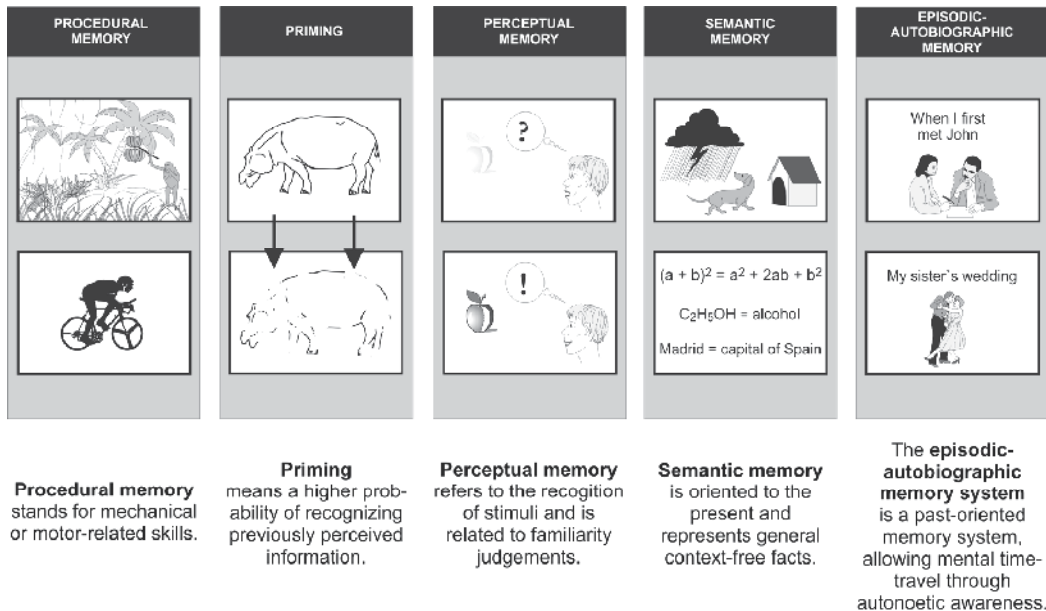 PROCEDURAL
MEMORY
PRIMING
PERCEPTUAL
MEMORY
SEMANTIC
MEMORY
EPISODIC-
AUTOBIOGRAPHIC
MEMORY
?
!
(a + b)² = a² + 2ab + b²
C₂H₅OH = alcohol
Madrid = capital of Spain
When I first
met John
My sister`s wedding
Procedural memory
stands for mechanical
or motor-related skills.
Priming
means a higher prob-
ability of recognizing
previously perceived
information.
Perceptual memory
refers to the recogition
of stimuli and is
related to familiarity
judgements.
Semantic memory
is oriented to the
present and
represents general
context-free facts.
The episodic-
autobiographic
memory system
is a past-oriented
memory system,
allowing mental time-
travel through
autonoetic awareness.